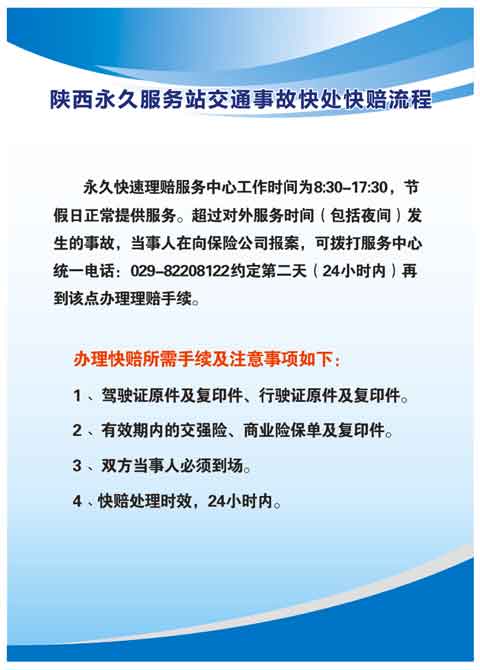 陕西永久服务站交通事故快处快赔流程
永久快速理赔服务中心工作时间为8:30-17:30，节
假日正常提供服务。超过对外服务时间（包括夜间）发
生的事故，当事人在向保险公司报案，可拨打服务中心
统一电话：029-82208122约定第二天（24小时内）再
到该点办理理赔手续。
办理快赔所需手续及注意事项如下：
1、驾驶证原件及复印件、行驶证原件及复印件。
2、有效期内的交强险、商业险保单及复印件。
3、双方当事人必须到场。
4、快赔处理时效，24小时内。